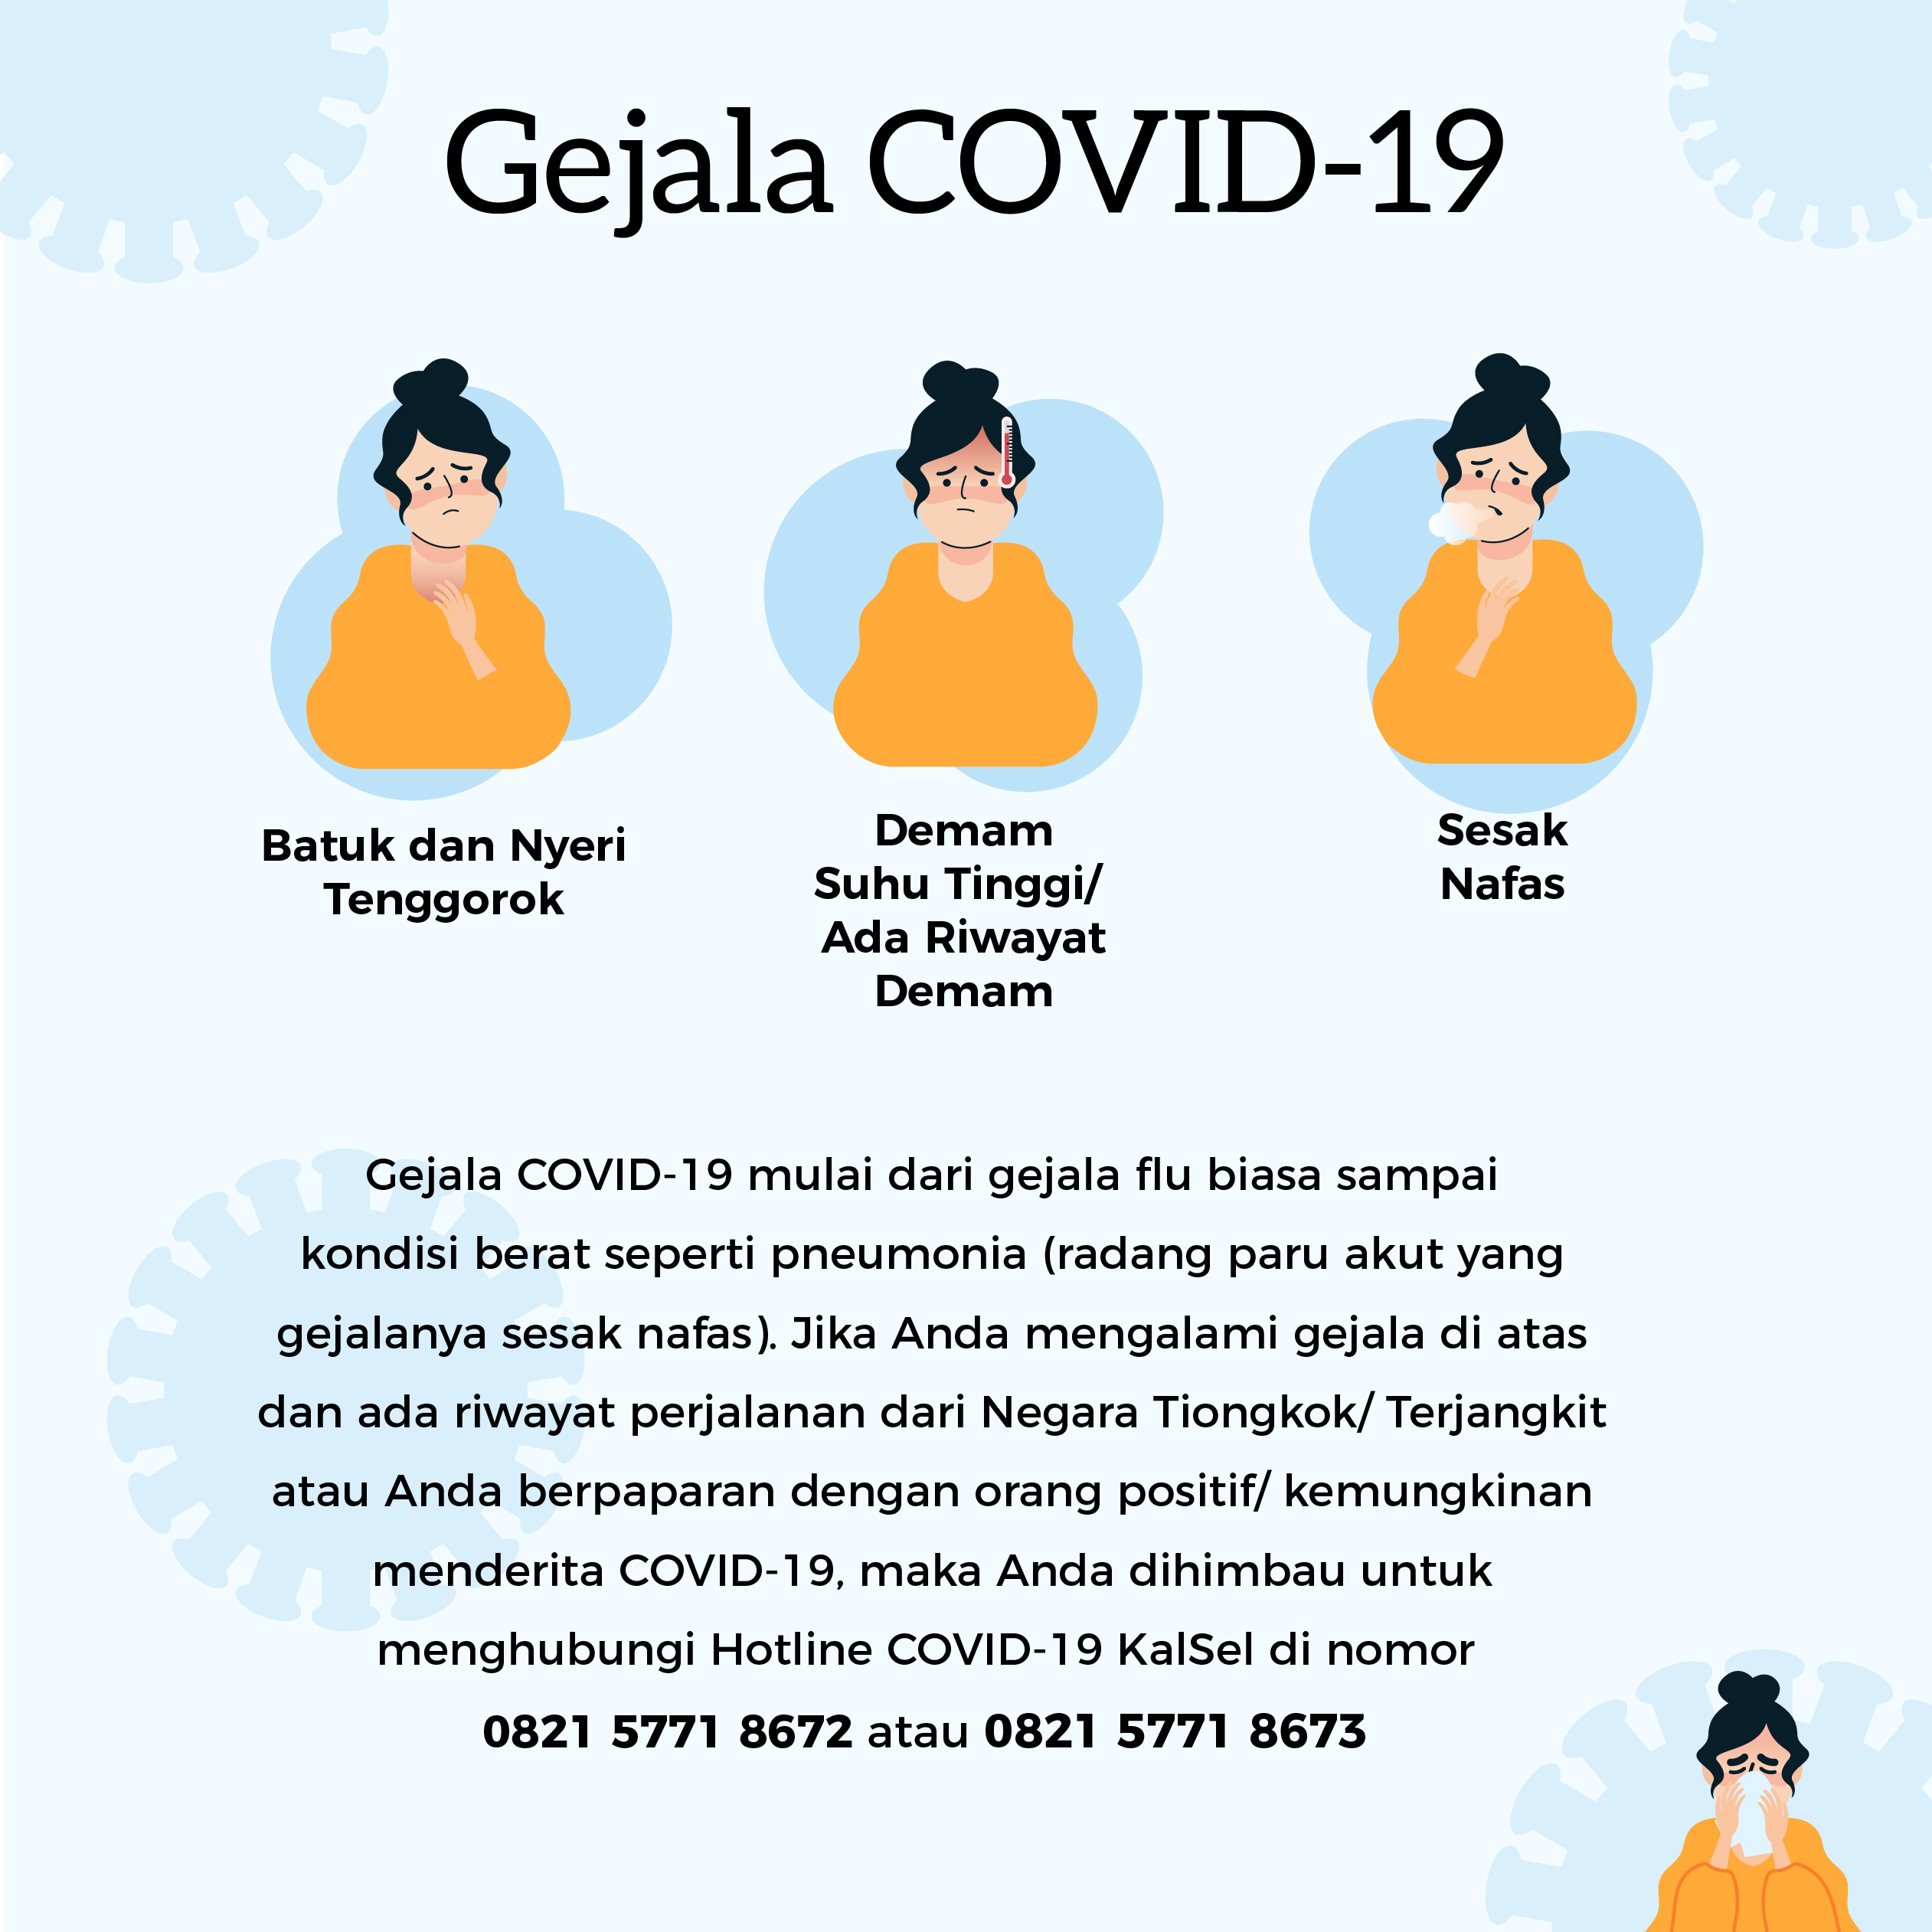 Gejala COVID-19
Batuk dan Nyeri
Tenggorok
Demam
Suhu Tinggi/
Ada Riwayat
Demam
Sesak
Nafas
Gejala COVID-19 mulai dari gejala flu biasa sampai
kondisi berat seperti pneumonia (radang paru akut yang
gejalanya sesak nafas). Jika Anda mengalami gejala di atas
dan ada riwayat perjalanan dari Negara Tiongkok/ Terjangkit
atau Anda berpaparan dengan orang positif/ kemungkinan
menderita COVID-19, maka Anda dihimbau untuk
menghubungi Hotline COVID-19 KalSel di nomor
0821 5771 8672 atau 0821 5771 8673